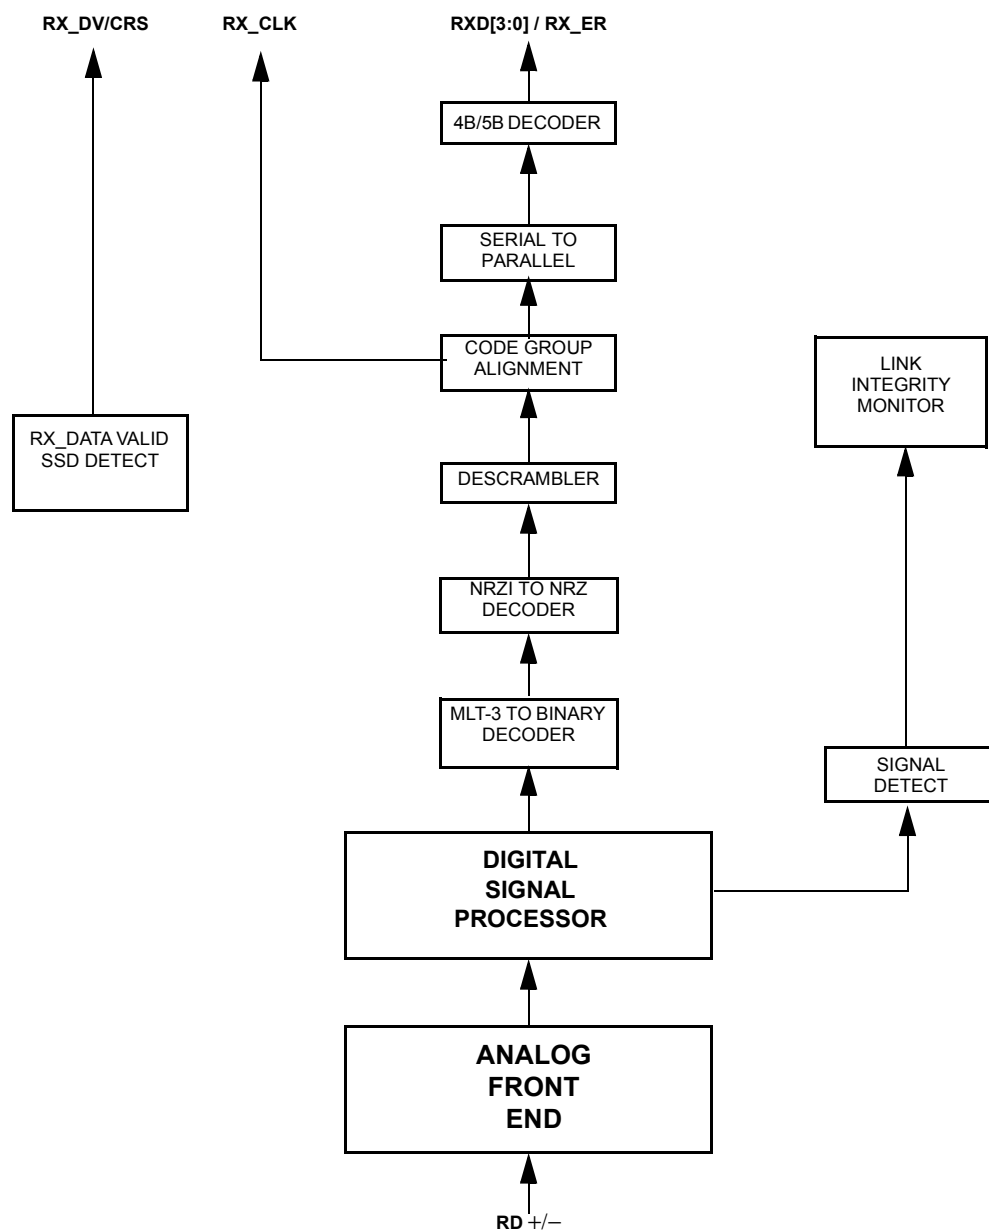 RX_DV/CRS
RX_CLK
RXD[3:0] / RX_ER
4B/5B DECODER
SERIAL TO
PARALLEL
CODE GROUP
ALIGNMENT
LINK
INTEGRITY
MONITOR
RX_DATA VALID
SSD DETECT
DESCRAMBLER
NRZI TO NRZ
DECODER
MLT-3 TO BINARY
DECODER
SIGNAL
DETECT
DIGITAL
SIGNAL
PROCESSOR
ANALOG
FRONT
END
RD +/−